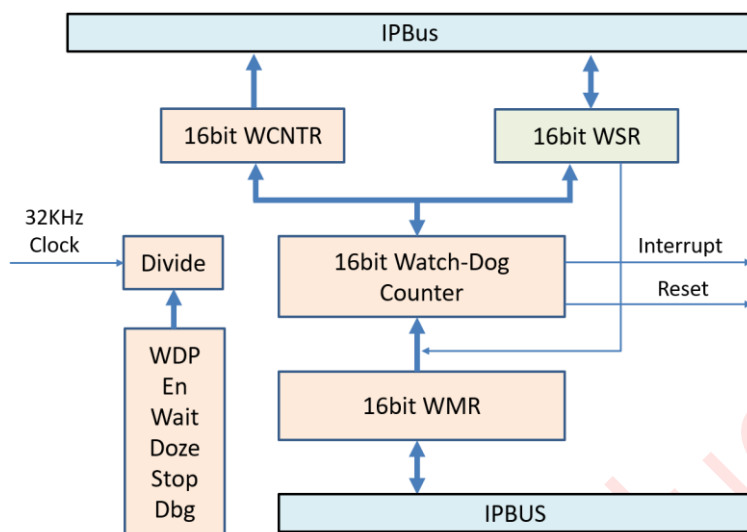 IPBus
16bit WCNTR
16bit WSR
32KHz
Clock
Divide
16bit Watch-Dog
Counter
Interrupt
Reset
WDP
En
Wait
Doze
Stop
Dbg
16bit WMR
IPBUS